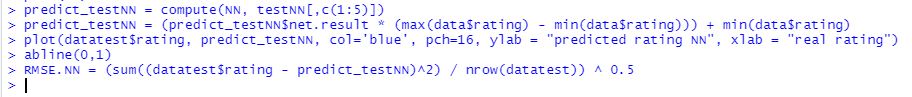 > predict_testNN = compute(NN, testNN[,c(1:5)])
> predict_testNN = (predict_testNN$net.result * (max(data$rating) - min(data$rating))) + min(data$rating)
> plot(datatest$rating, predict_testNN, col='blue', pch=16, ylab = "predicted rating NN", xlab = "real rating")
> abline(0,1)
> RMSE.NN = (sum((datatest$rating - predict_testNN)^2) / nrow(datatest)) ^ 0.5
>